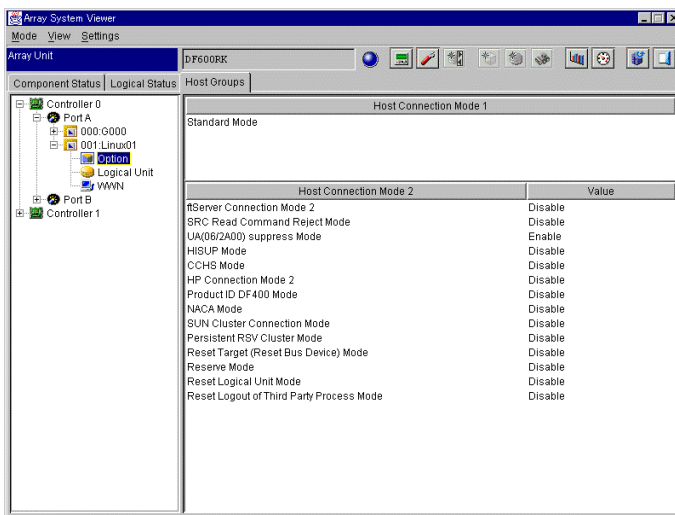 Array System Viewer
Mode View Settings
Array Unit
DF600RK
Component Status Logical Status Host Groups
Controller 0
Port A
000:G000
001:Linux01
Option
Logical Unit
WWN
Port B
Controller 1
Host Connection Mode 1
Standard Mode
Host Connection Mode 2 Value
ftServer Connection Mode 2 Disable
SRC Read Command Reject Mode Disable
UA(06/2A00) suppress Mode Enable
HISUP Mode Disable
CCHS Mode Disable
HP Connection Mode 2 Disable
Product ID DF400 Mode Disable
NACA Mode Disable
SUN Cluster Connection Mode Disable
Persistent RSV Cluster Mode Disable
Reset Target (Reset Bus Device) Mode Disable
Reserve Mode Disable
Reset Logical Unit Mode Disable
Reset Logout of Third Party Process Mode Disable